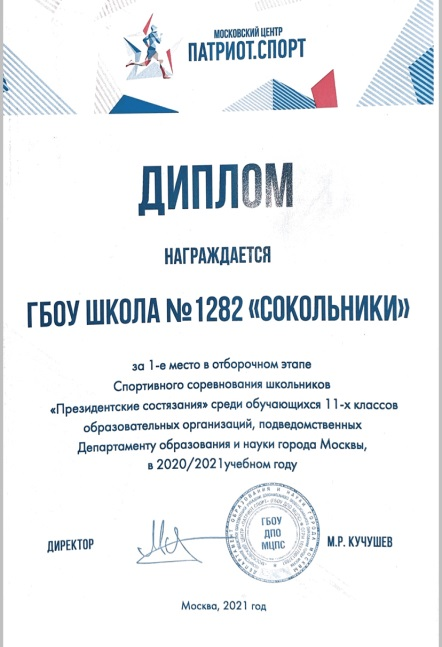 МОСКОВСКИЙ ЦЕНТР
ПАТРИОТ.СПОРТ
ДИПЛОМ
НАГРАЖДАЕТСЯ
ГБОУ ШКОЛА №1282 «СОКОЛЬНИКИ»
за 1-е место в отборочном этапе
Спортивного соревнования школьников
«Президентские состязания» среди обучающихся 11-х классов
образовательных организаций, подведомственных
Департаменту образования и науки города Москвы,
в 2020/2021учебном году
ДИРЕКТОР
ГБОУ
ДПО
МЦПС
М.Р. КУЧУШЕВ
Москва, 2021 год